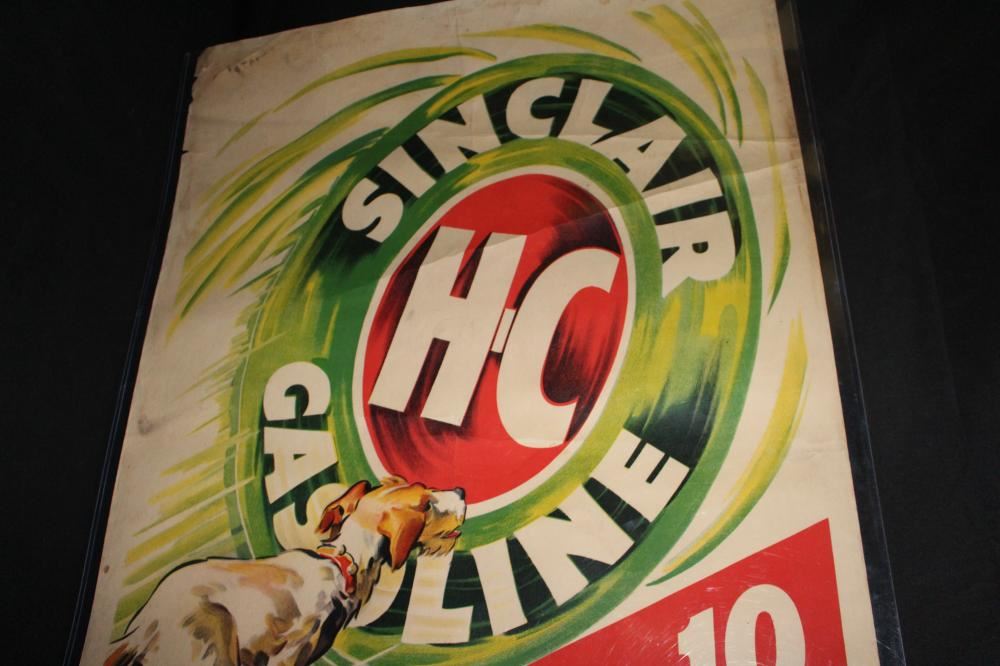 SINCLAIR
H-C
GASOLINE
10